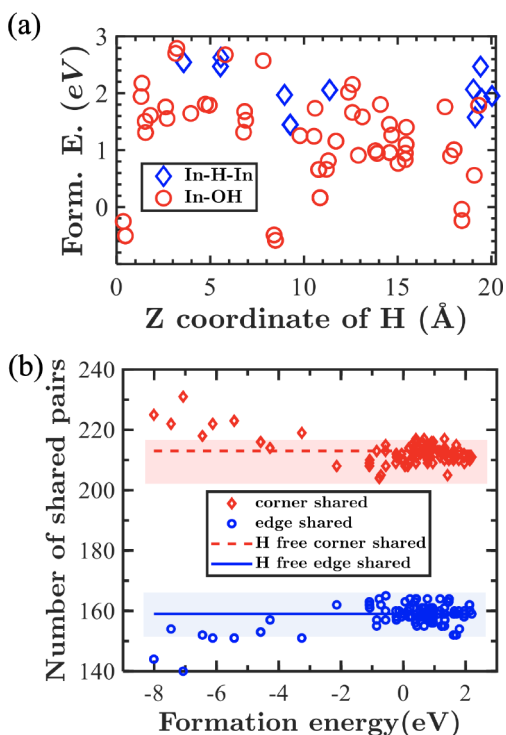 (a)
Form. E. (eV)
3
2
1
0
In-H-In
In-OH
0 5 10 15 20
Z coordinate of H (Å)
(b)
Number of shared pairs
240
220
200
180
160
140
corner shared
edge shared
H free corner shared
H free edge shared
-8 -6 -4 -2 0 2
Formation energy(eV)